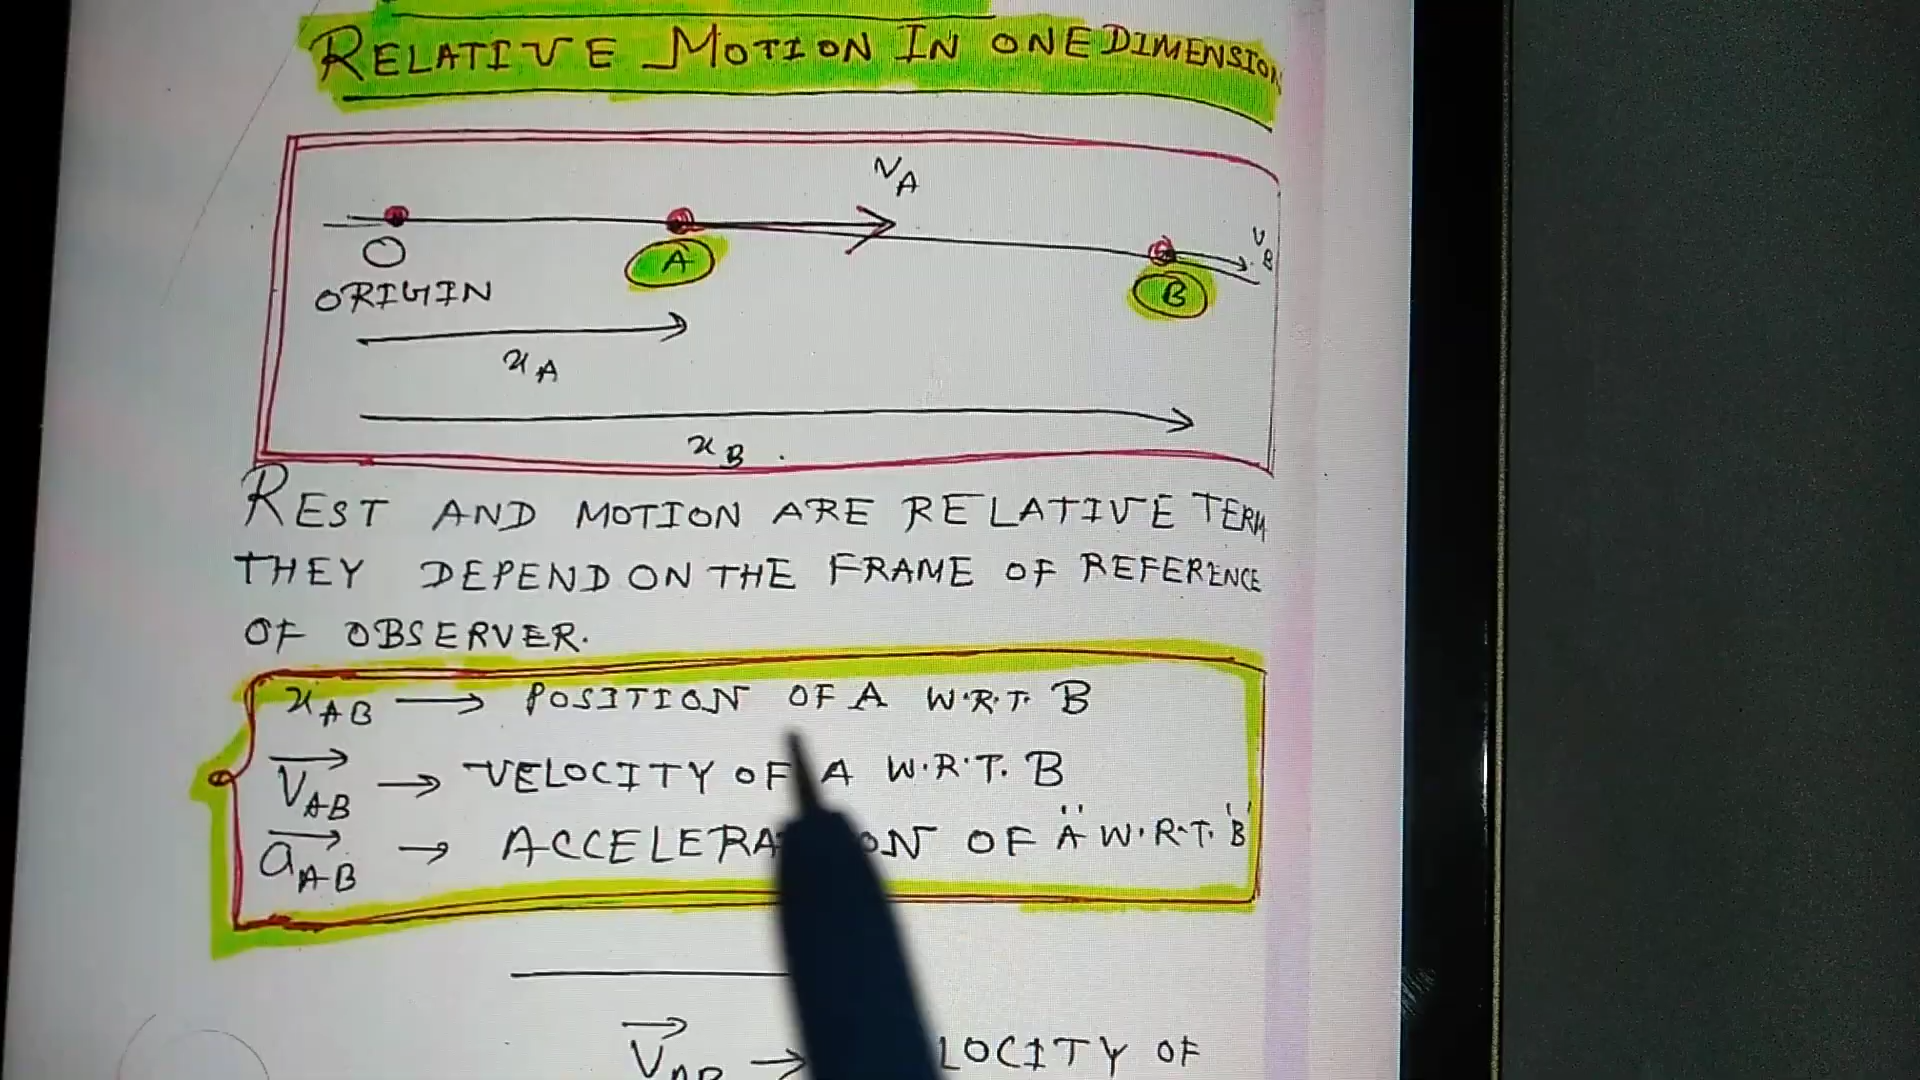 RELATIVE MOTION IN ONE DIMENSION
VA
VB
O
A
B
ORIGIN
xA
xB
REST AND MOTION ARE RELATIVE TERM
THEY DEPEND ON THE FRAME OF REFERENCE
OF OBSERVER.
xAB → POSITION OF A W.R.T. B
VAB → VELOCITY OF A W.R.T. B
aAB → OF "A W.R.T. 'B'
V → OF